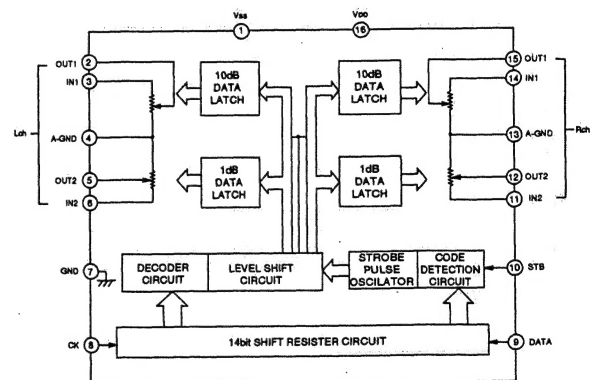 Vss
VDD
1
16
OUT1
2
IN1
3
Lch
A-GND
4
OUT2
5
IN2
6
GND
7
CK
8
10dB
DATA
LATCH
10dB
DATA
LATCH
1dB
DATA
LATCH
1dB
DATA
LATCH
15
OUT1
14
IN1
13
A-GND
Rch
12
OUT2
11
IN2
DECODER
CIRCUIT
LEVEL SHIFT
CIRCUIT
STROBE
PULSE
OSCILATOR
CODE
DETECTION
CIRCUIT
10
STB
14bit SHIFT RESISTER CIRCUIT
9
DATA